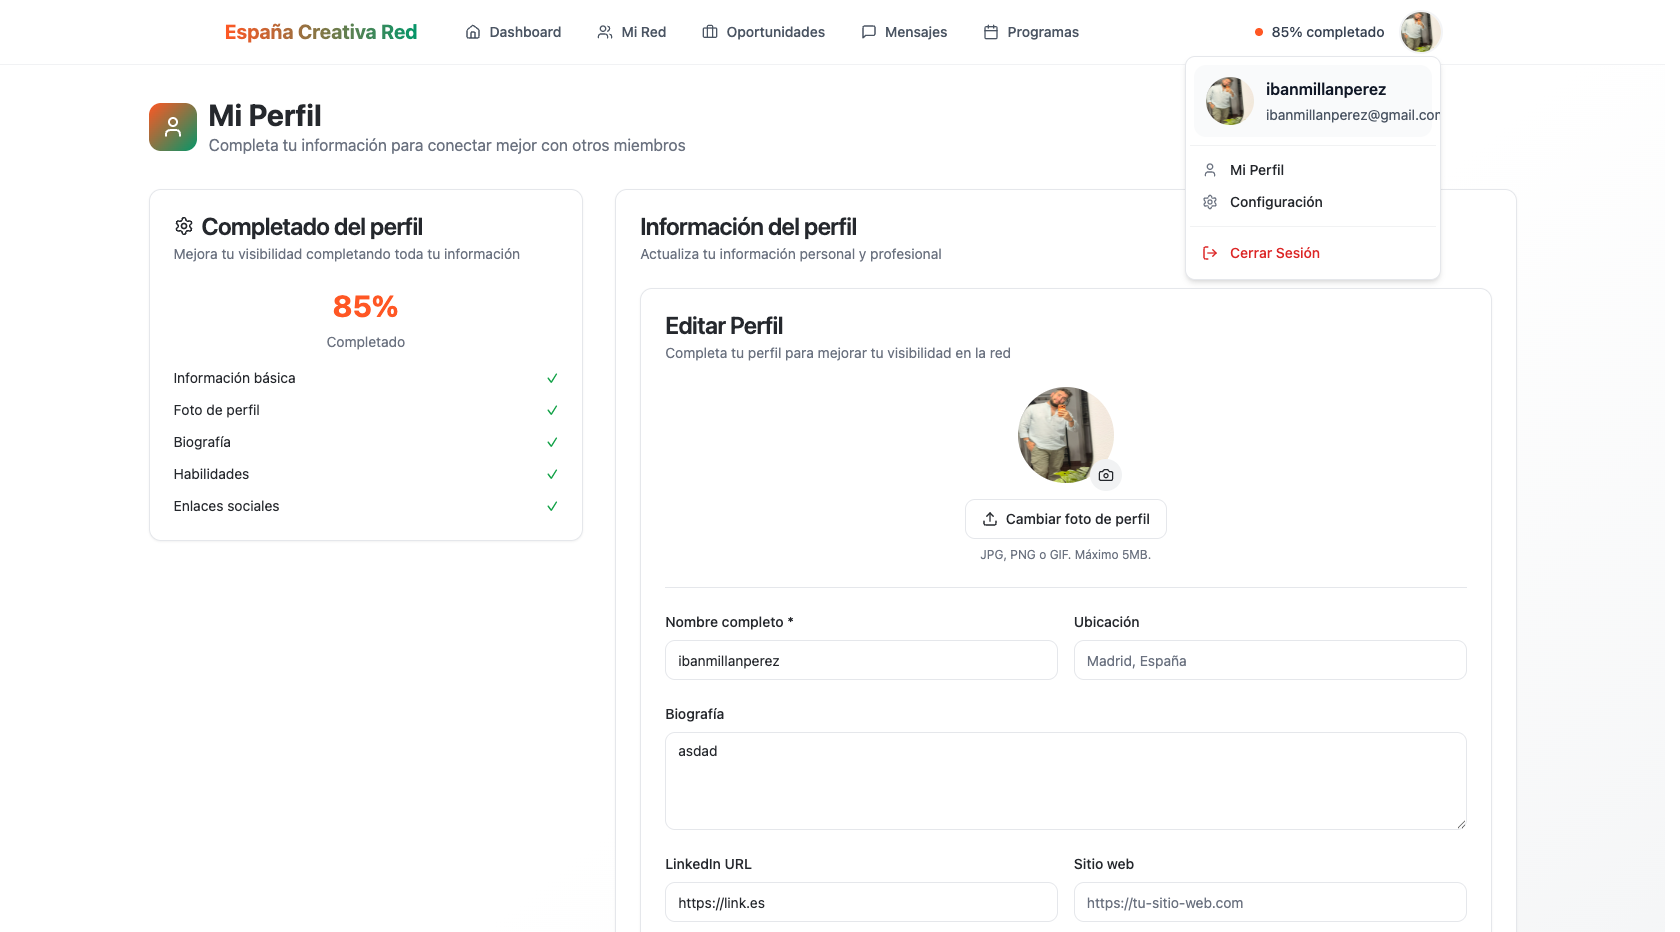 España Creativa Red
Dashboard
Mi Red
Oportunidades
Mensajes
Programas
85% completado
ibanmillanperez
ibanmillanperez@gmail.com
Mi Perfil
Configuración
Cerrar Sesión
Mi Perfil
Completa tu información para conectar mejor con otros miembros
Completado del perfil
Mejora tu visibilidad completando toda tu información
85%
Completado
Información básica
Foto de perfil
Biografía
Habilidades
Enlaces sociales
Información del perfil
Actualiza tu información personal y profesional
Editar Perfil
Completa tu perfil para mejorar tu visibilidad en la red
Cambiar foto de perfil
JPG, PNG o GIF. Máximo 5MB.
Nombre completo *
ibanmillanperez
Ubicación
Madrid, España
Biografía
asdad
LinkedIn URL
https://link.es
Sitio web
https://tu-sitio-web.com